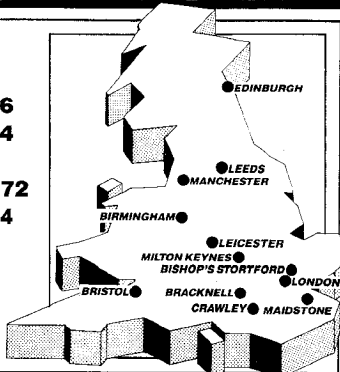 EDINBURGH
6
4
LEEDS
MANCHESTER
72
4
BIRMINGHAM
LEICESTER
MILTON KEYNES
BISHOP'S STORTFORD
LONDON
BRISTOL
BRACKNELL
CRAWLEY
MAIDSTONE